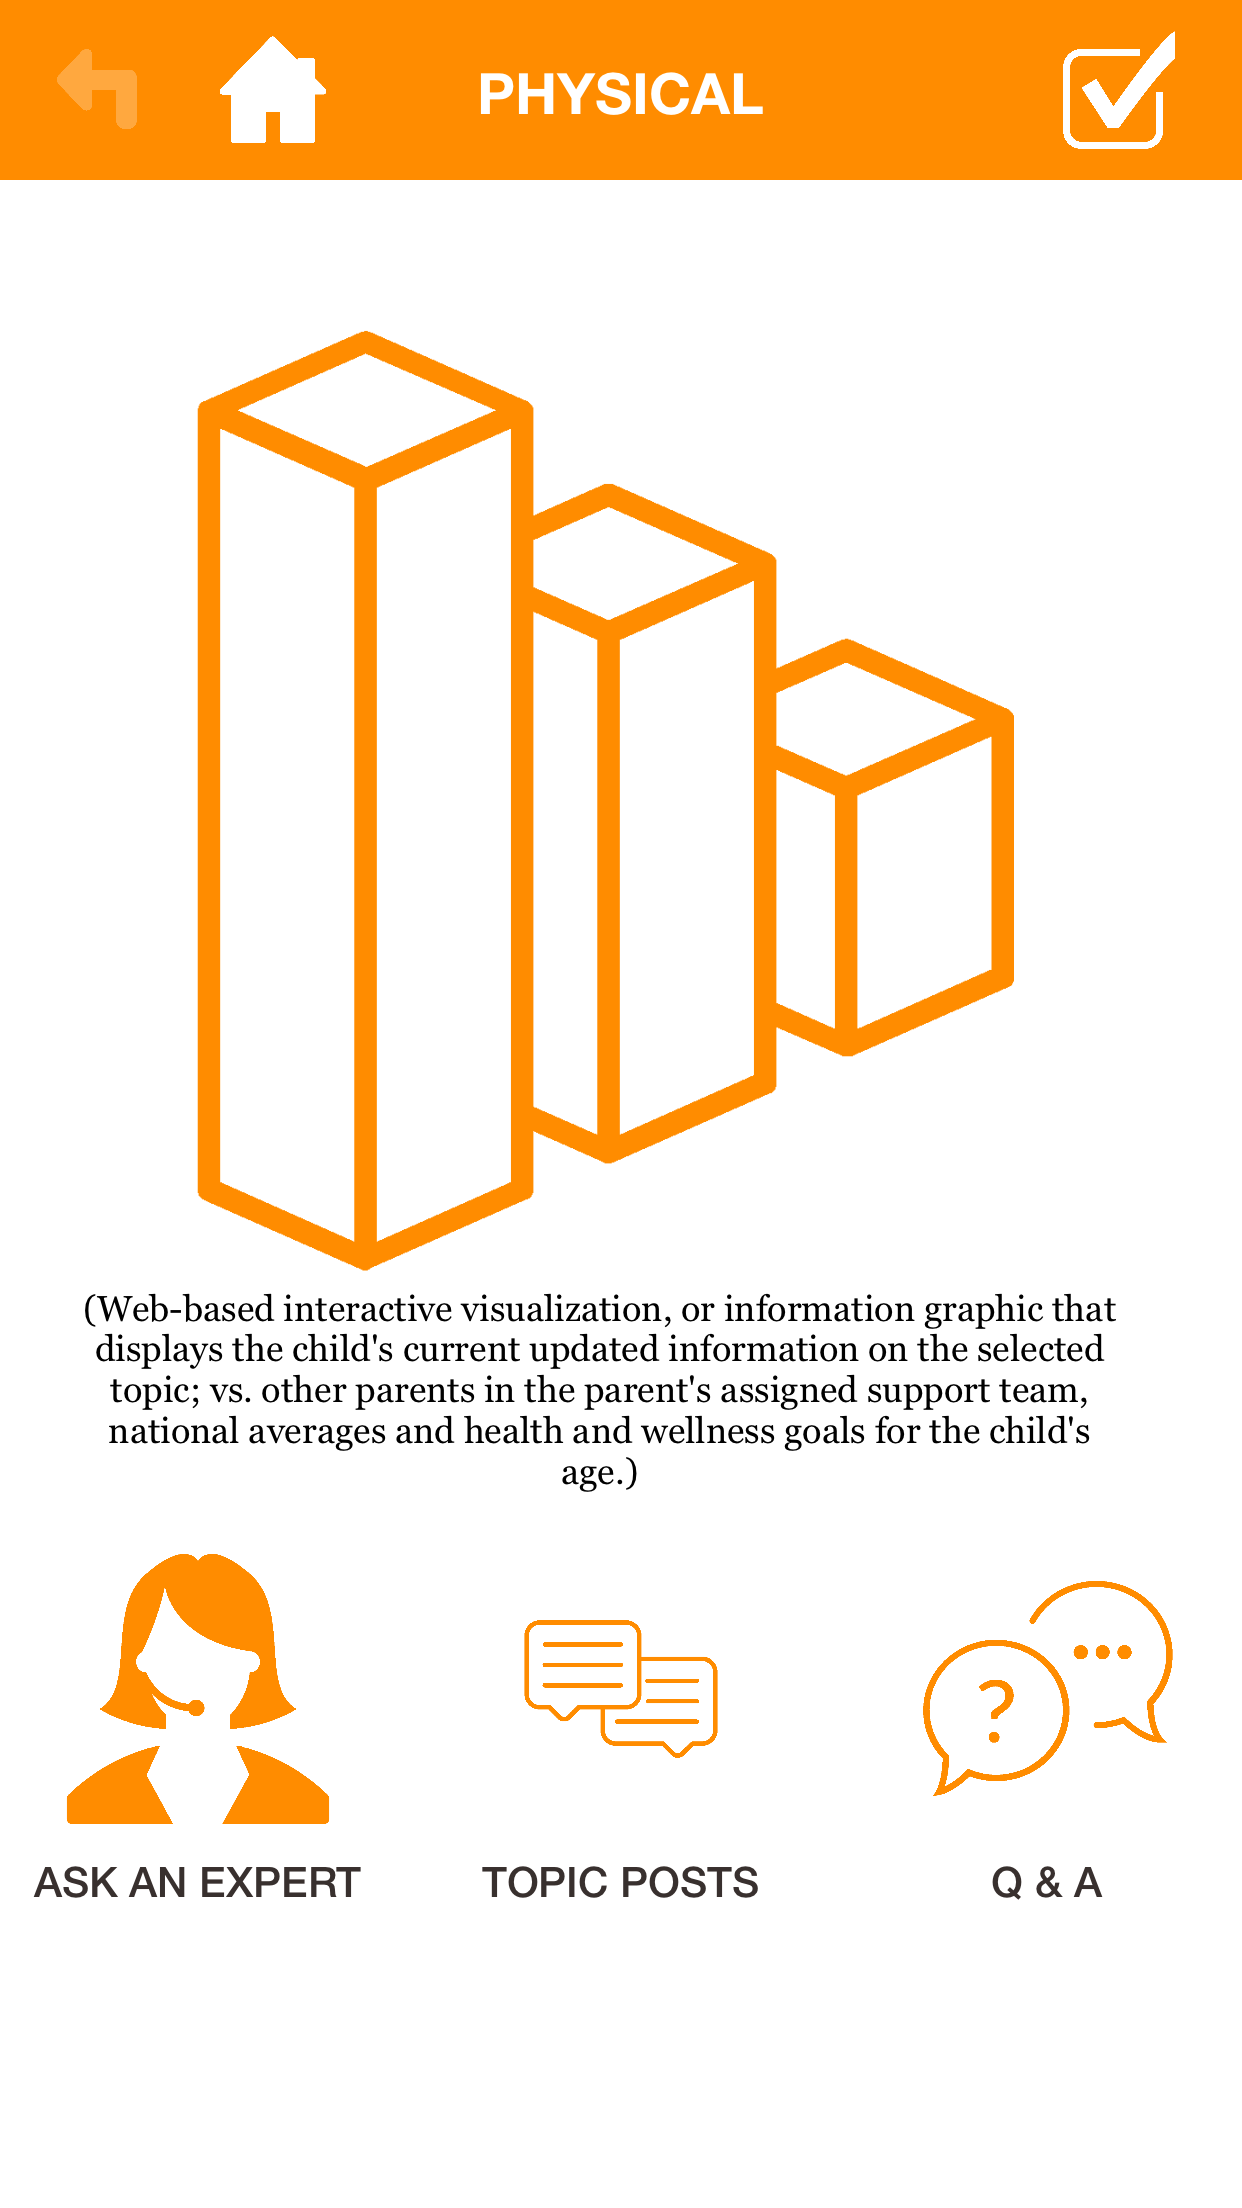 PHYSICAL
(Web-based interactive visualization, or information graphic that
displays the child's current updated information on the selected
topic; vs. other parents in the parent's assigned support team,
national averages and health and wellness goals for the child's
age.)
?
ASK AN EXPERT
TOPIC POSTS
Q & A